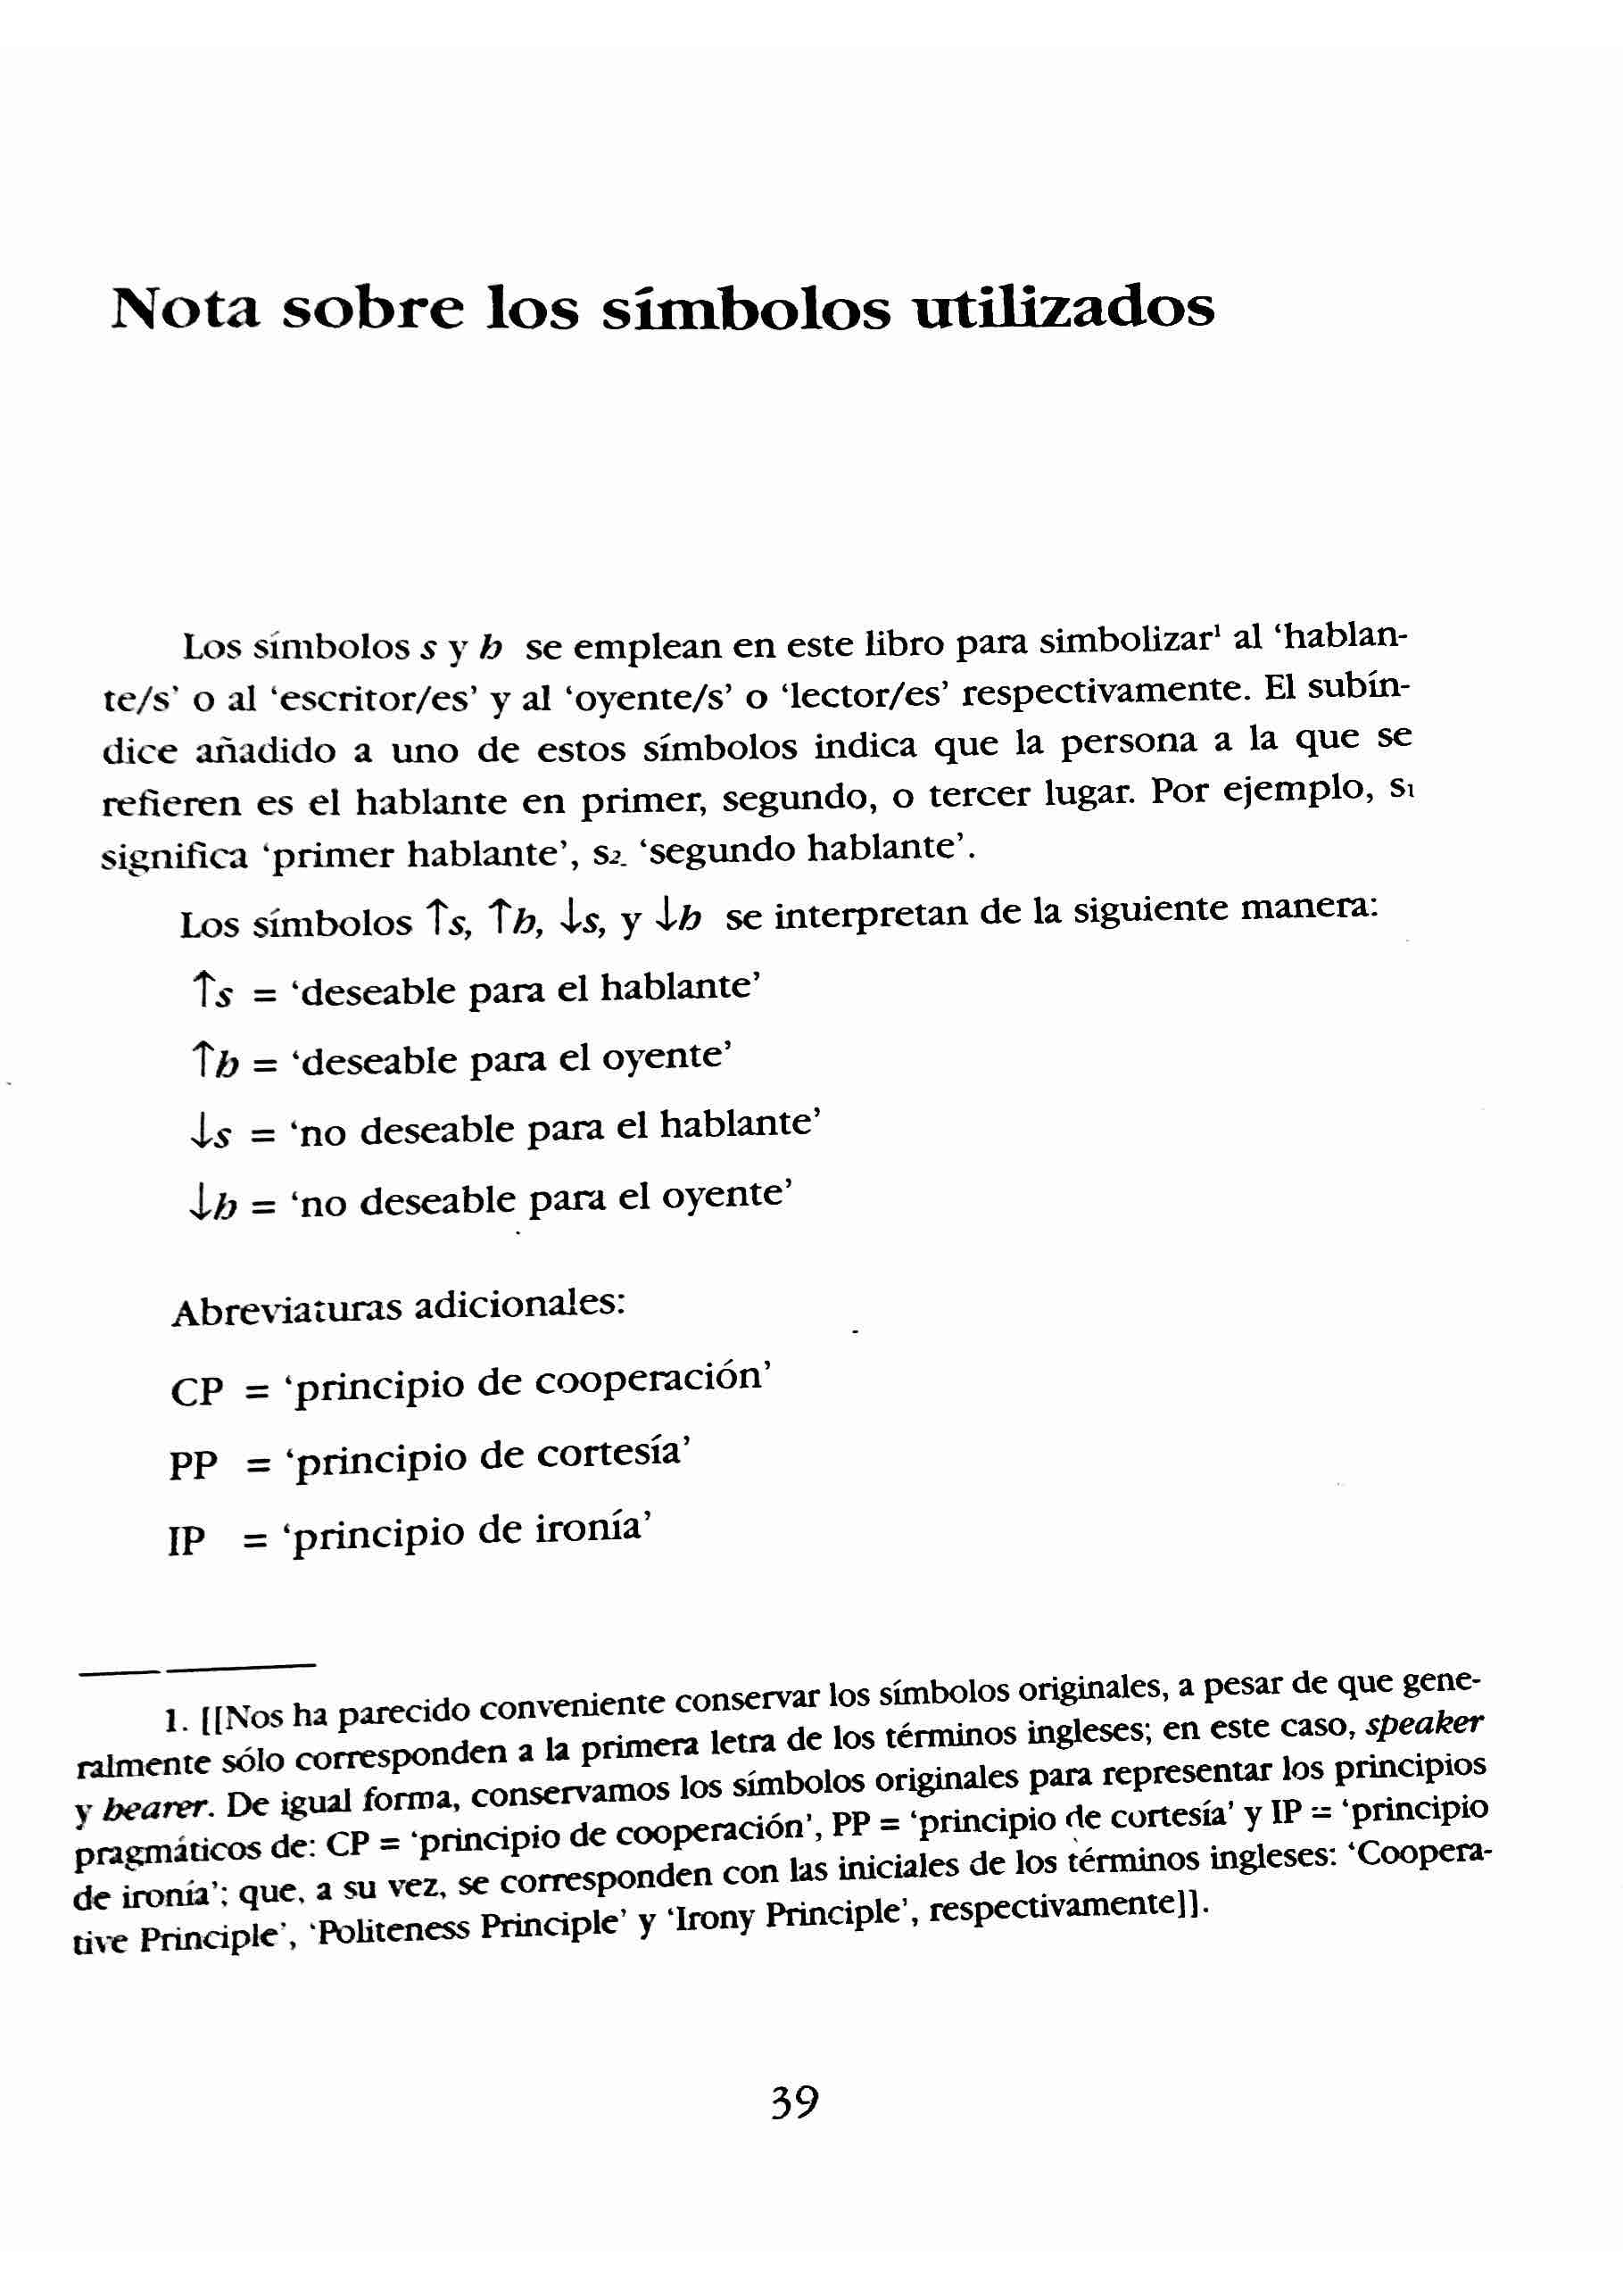 Nota sobre los símbolos utilizados
Los símbolos s y h se emplean en este libro para simbolizar¹ al ‘hablan-
te/s’ o al ‘escritor/es’ y al ‘oyente/s’ o ‘lector/es’ respectivamente. El subín-
dice añadido a uno de estos símbolos indica que la persona a la que se
refieren es el hablante en primer, segundo, o tercer lugar. Por ejemplo, s₁
significa ‘primer hablante’, s₂. ‘segundo hablante’.
Los símbolos ↑s, ↑h, ↓s, y ↓h se interpretan de la siguiente manera:
↑s = ‘deseable para el hablante’
↑h = ‘deseable para el oyente’
↓s = ‘no deseable para el hablante’
↓h = ‘no deseable para el oyente’
Abreviaturas adicionales:
CP = ‘principio de cooperación’
PP = ‘principio de cortesía’
IP = ‘principio de ironía’
1. [[Nos ha parecido conveniente conservar los símbolos originales, a pesar de que gene-
ralmente sólo corresponden a la primera letra de los términos ingleses; en este caso, speaker
y hearer. De igual forma, conservamos los símbolos originales para representar los principios
pragmáticos de: CP = ‘principio de cooperación’, PP = ‘principio de cortesía’ y IP = ‘principio
de ironía’; que, a su vez, se corresponden con las iniciales de los términos ingleses: ‘Coopera-
tive Principle’, ‘Politeness Principle’ y ‘Irony Principle’, respectivamente]].
39